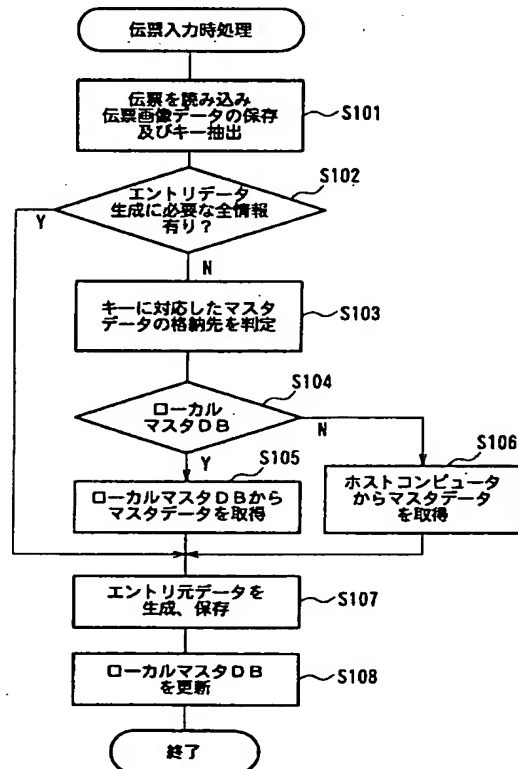 伝票入力時処理
伝票を読み込み
伝票画像データの保存
及びキー抽出
S101
S102
エントリデータ
生成に必要な全情報
有り？
Y
N
キーに対応したマスタ
データの格納先を判定
S103
S104
ローカル
マスタDB
N
Y
S105
S106
ローカルマスタDBから
マスタデータを取得
ホストコンピュータ
からマスタデータ
を取得
エントリ元データを
生成、保存
S107
ローカルマスタDB
を更新
S108
終了